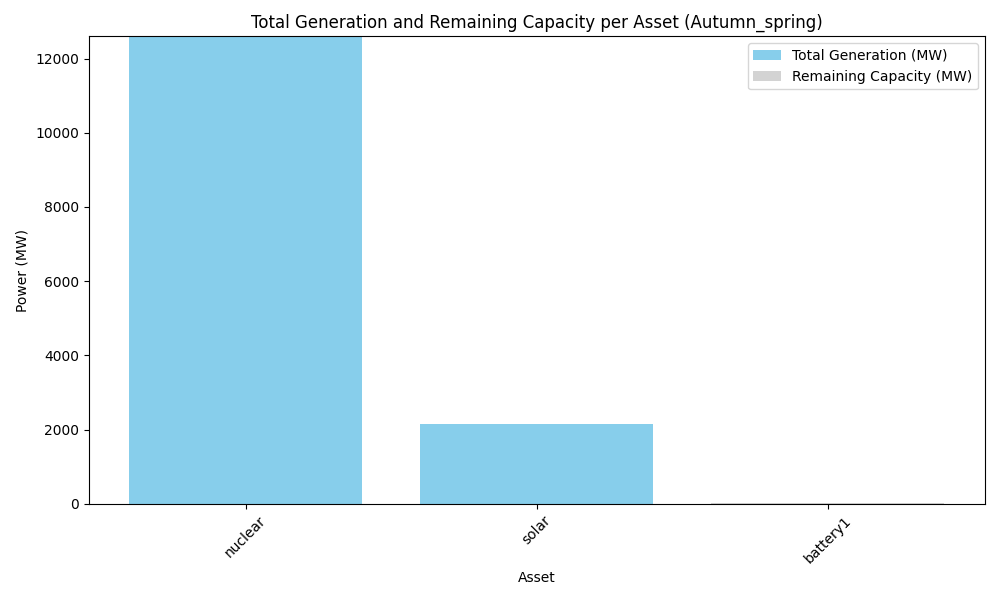 Total Generation and Remaining Capacity per Asset (Autumn_spring)
Total Generation (MW)
Remaining Capacity (MW)
12000
10000
8000
6000
4000
2000
0
Power (MW)
nuclear
solar
battery1
Asset